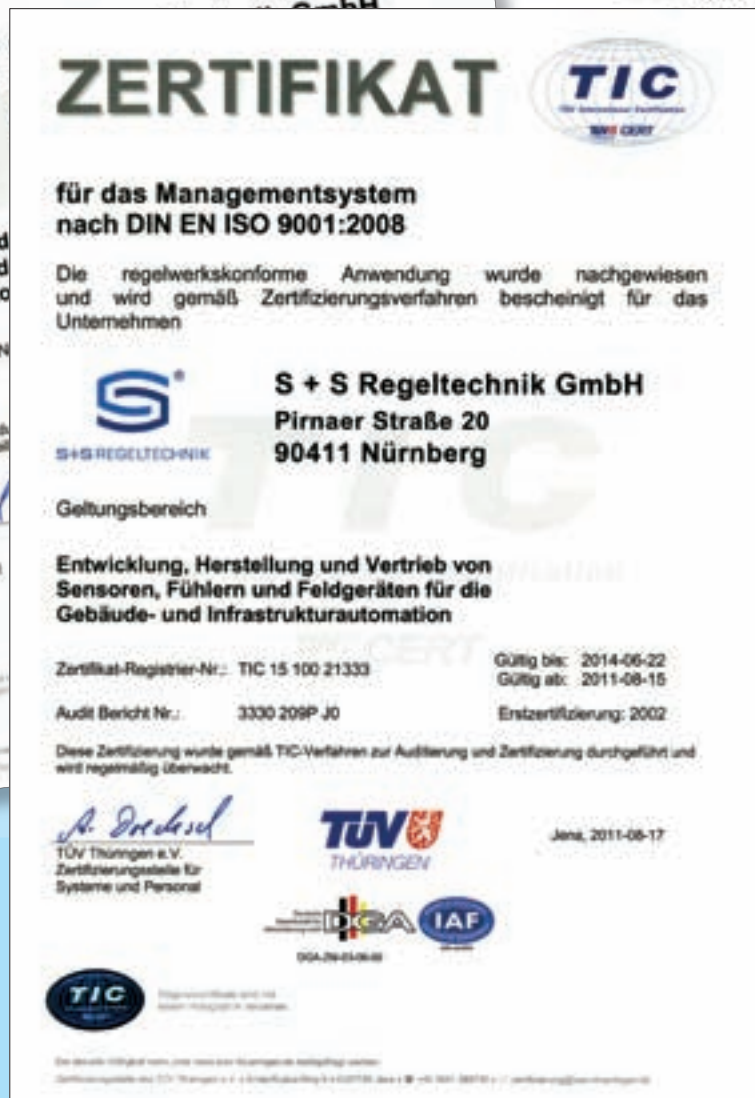 GmbH
ZERTIFIKAT
TIC
TÜV CERT
für das Managementsystem
nach DIN EN ISO 9001:2008
Die regelwerkskonforme Anwendung wurde nachgewiesen
und wird gemäß Zertifizierungsverfahren bescheinigt für das
Unternehmen
S+S REGELTECHNIK
S + S Regeltechnik GmbH
Pirnaer Straße 20
90411 Nürnberg
Geltungsbereich
Entwicklung, Herstellung und Vertrieb von
Sensoren, Fühlern und Feldgeräten für die
Gebäude- und Infrastrukturautomation
Zertifikat-Registrier-Nr.: TIC 15 100 21333
Gültig bis: 2014-06-22
Gültig ab: 2011-08-15
Audit Bericht Nr.: 3330 209P J0
Erstzertifizierung: 2002
Diese Zertifizierung wurde gemäß TIC-Verfahren zur Auditierung und Zertifizierung durchgeführt und
wird regelmäßig überwacht.
A. Drechsel
TÜV Thüringen e.V.
Zertifizierungsstelle für
Systeme und Personal
TÜV
THÜRINGEN
Jena, 2011-08-17
DGA
IAF
TIC